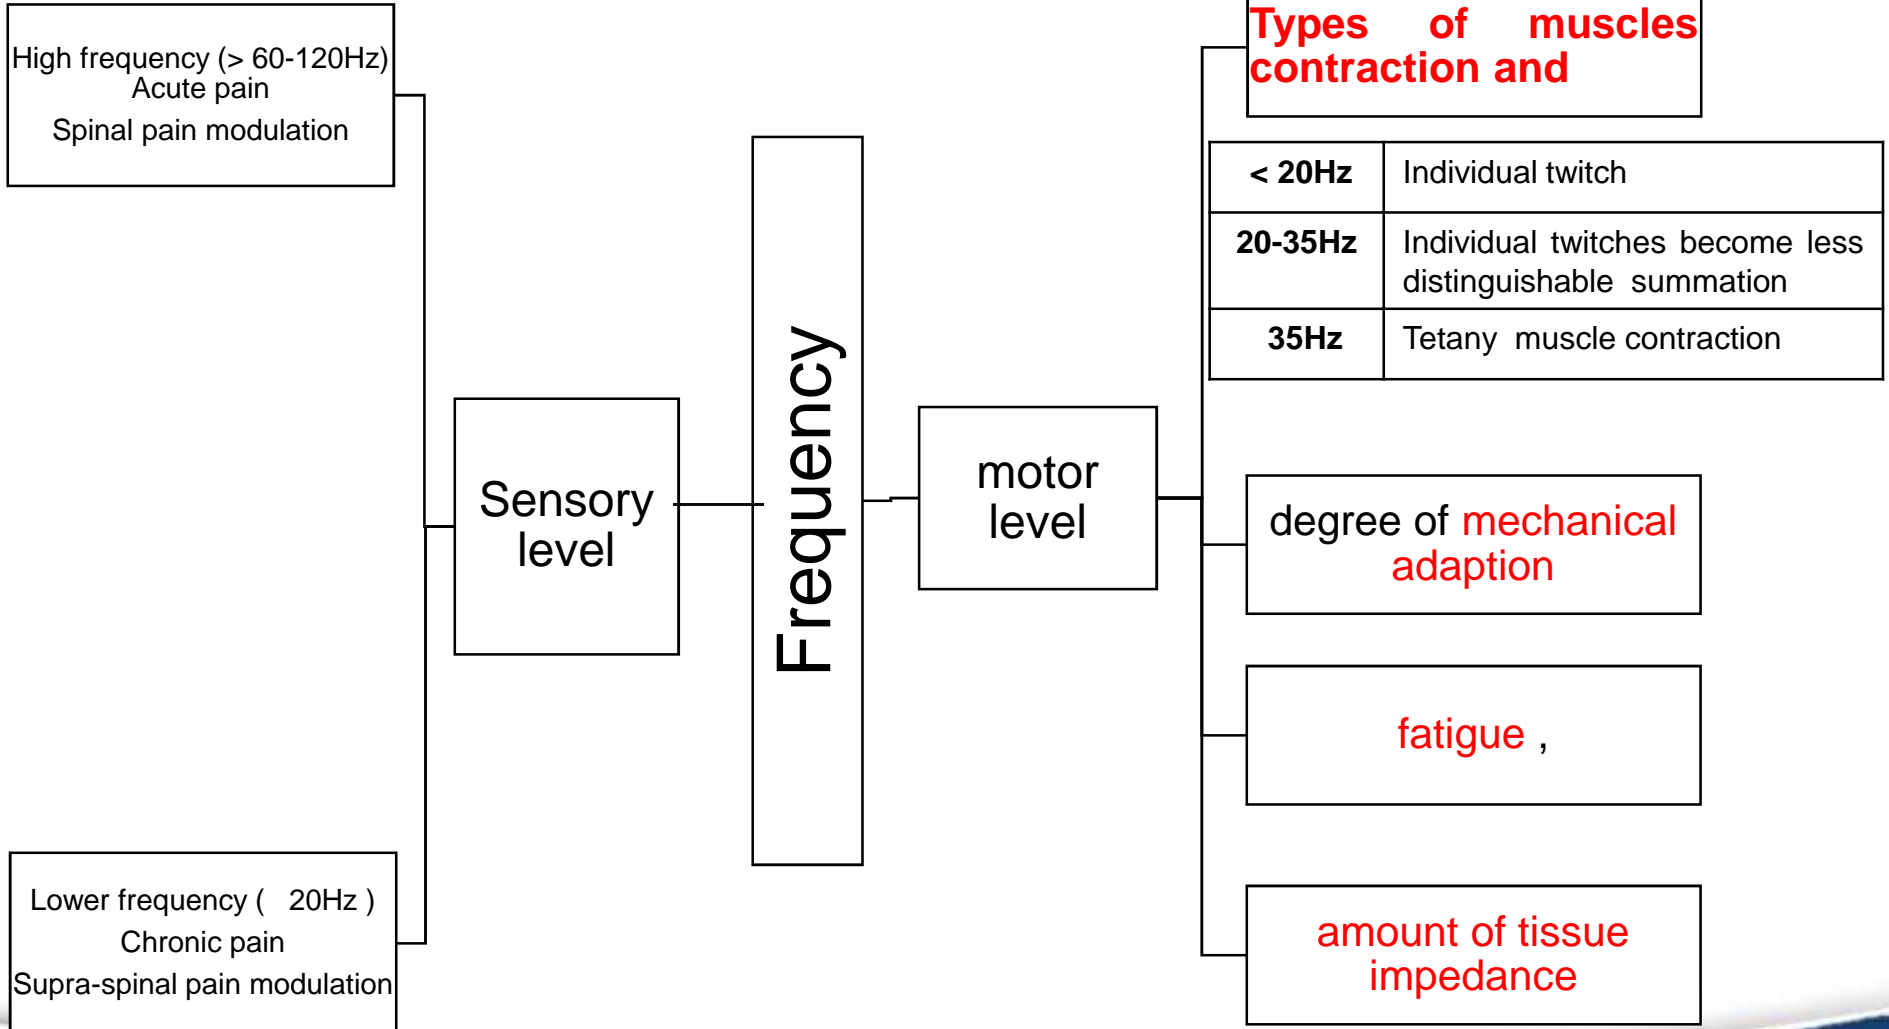 High frequency (> 60-120Hz)
Acute pain
Spinal pain modulation
Lower frequency (   20Hz )
Chronic pain
Supra-spinal pain modulation
Sensory
level
Frequency
motor
level
Types of muscles
contraction and
< 20Hz Individual twitch
20-35Hz Individual twitches become less
distinguishable summation
35Hz Tetany muscle contraction
degree of mechanical
adaption
fatigue ,
amount of tissue
impedance